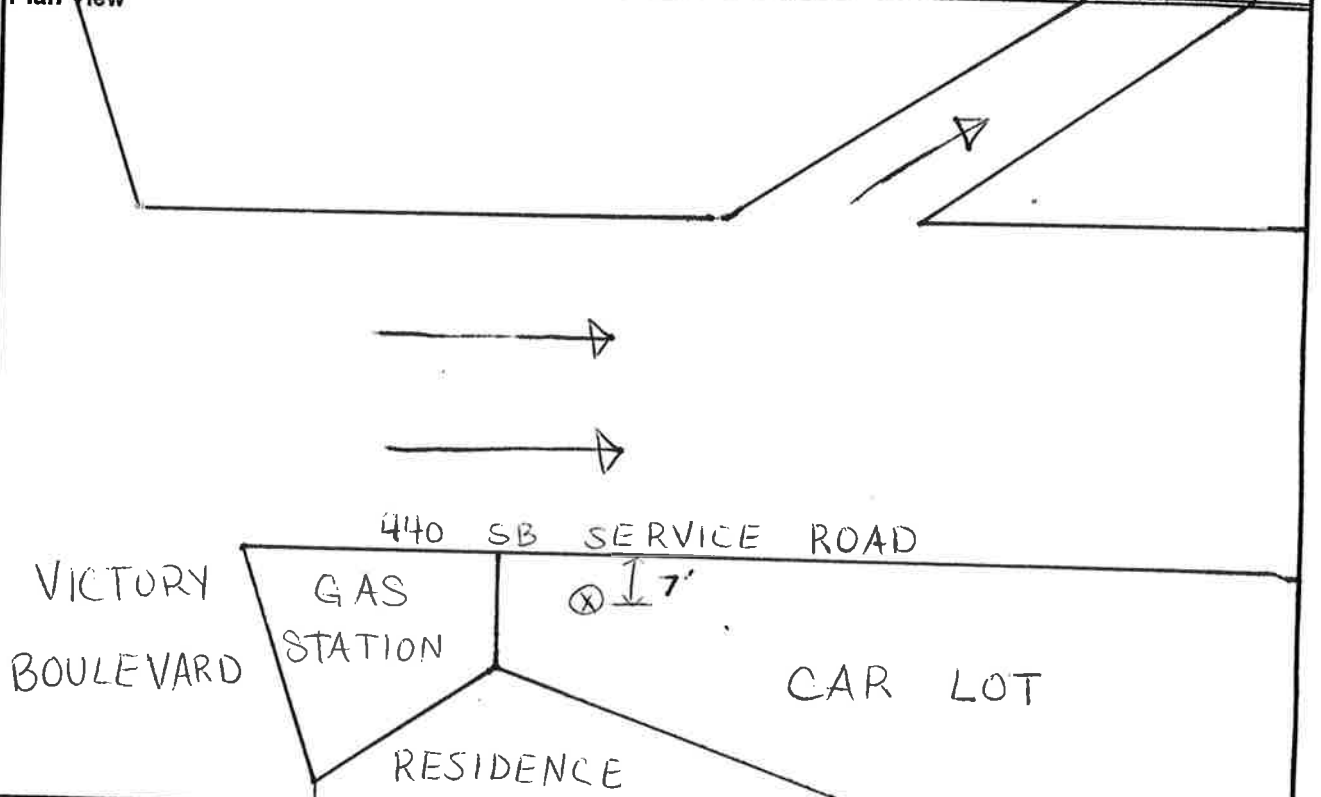 Plan View
440 SB SERVICE ROAD
VICTORY
BOULEVARD
GAS
STATION
X 7'
CAR LOT
RESIDENCE